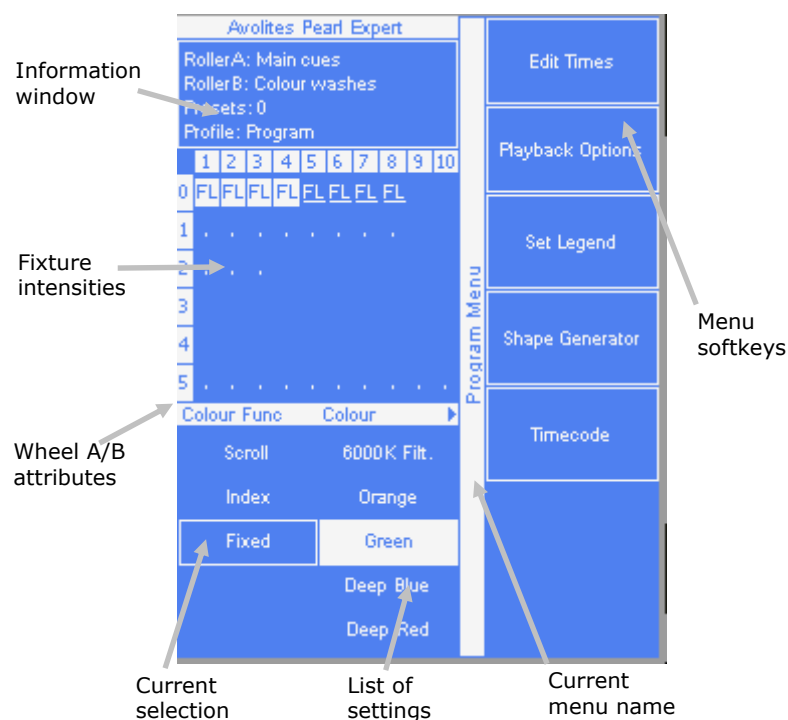 Avolites Pearl Expert
RollerA: Main cues
RollerB: Colour washes
Presets: 0
Profile: Program
1 2 3 4 5 6 7 8 9 10
0 FL FL FL FL FL FL FL FL
1 . . . . . . . .
2 . . .
3
4
5 . . . . . . . . . .
Colour Func Colour
Scroll 6000K Filt.
Index Orange
Fixed Green
Deep Blue
Deep Red
Program Menu
Edit Times
Playback Options
Set Legend
Shape Generator
Timecode
Information
window
Fixture
intensities
Wheel A/B
attributes
Menu
softkeys
Current
selection
List of
settings
Current
menu name